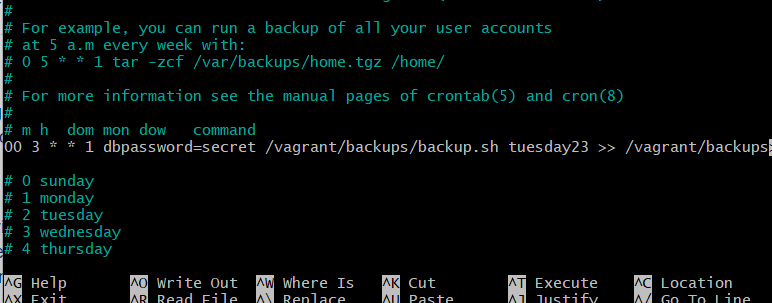 #
# For example, you can run a backup of all your user accounts
# at 5 a.m every week with:
# 0 5 * * 1 tar -zcf /var/backups/home.tgz /home/
#
# For more information see the manual pages of crontab(5) and cron(8)
#
# m h  dom mon dow   command
00 3 * * 1 dbpassword=secret /vagrant/backups/backup.sh tuesday23 >> /vagrant/backups>
# 0 sunday
# 1 monday
# 2 tuesday
# 3 wednesday
# 4 thursday
^G Help ^O Write Out ^W Where Is ^K Cut ^T Execute ^C Location
^X Exit ^R Read File ^\ Replace ^U Paste ^J Justify ^/ Go To Line